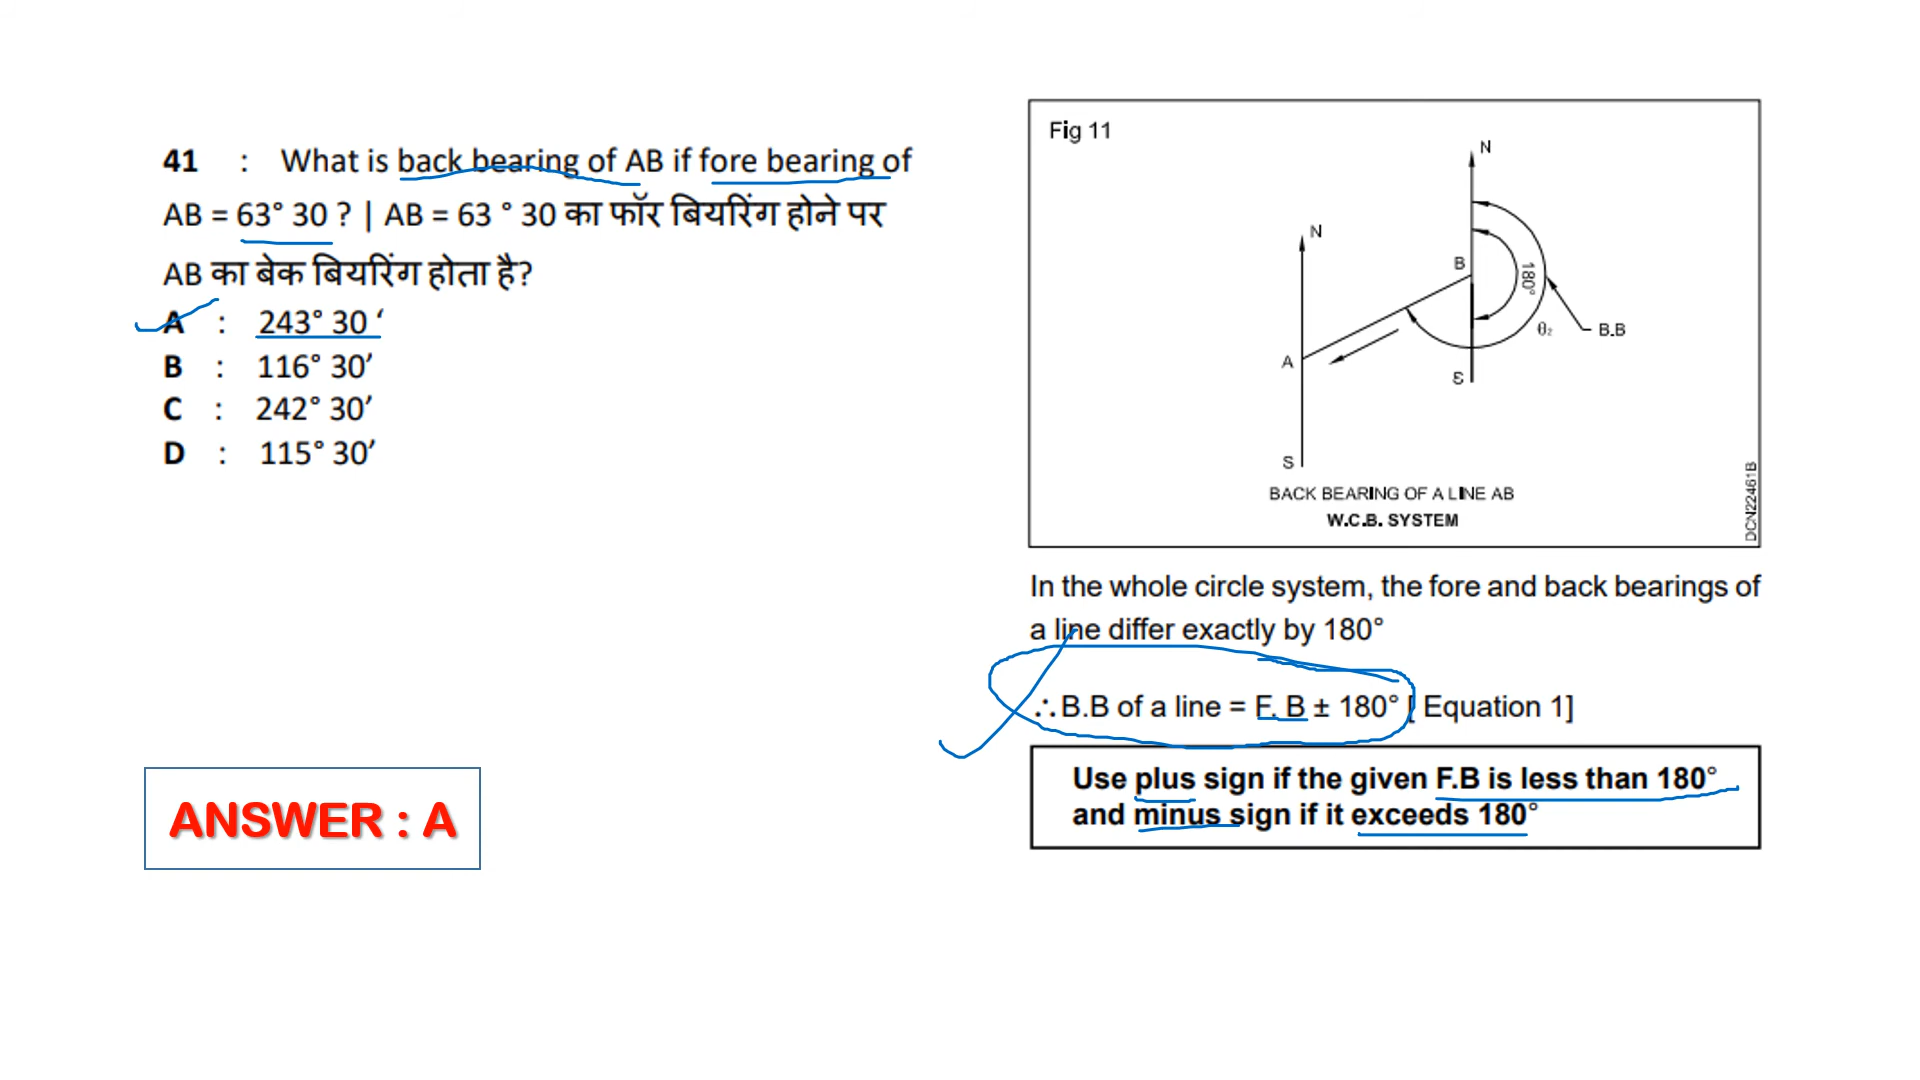 41 : What is back bearing of AB if fore bearing of
AB = 63° 30 ? | AB = 63 ° 30 का फॉर बियरिंग होने पर
AB का बेक बियरिंग होता है?
A : 243° 30 ‘
B : 116° 30’
C : 242° 30’
D : 115° 30’
ANSWER : A
Fig 11
N
N
B
180°
θ₂
B.B
A
S
S
BACK BEARING OF A LINE AB
W.C.B. SYSTEM
DCN22461B
In the whole circle system, the fore and back bearings of
a line differ exactly by 180°
∴ B.B of a line = F. B ± 180° [ Equation 1]
Use plus sign if the given F.B is less than 180°
and minus sign if it exceeds 180°